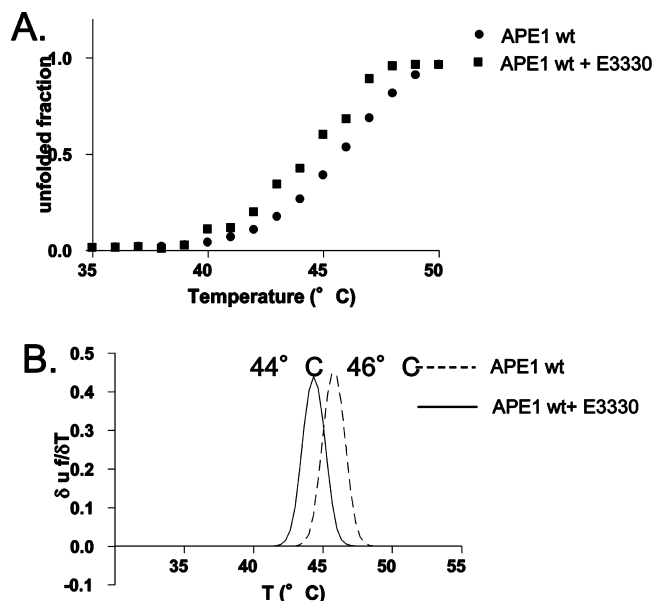 A.
APE1 wt
APE1 wt + E3330
unfolded fraction
1.0
0.5
0.0
35 40 45 50
Temperature (° C)
B.
44° C 46° C
APE1 wt
APE1 wt+ E3330
δ u f/δT
0.5
0.4
0.3
0.2
0.1
0.0
-0.1
35 40 45 50 55
T (° C)